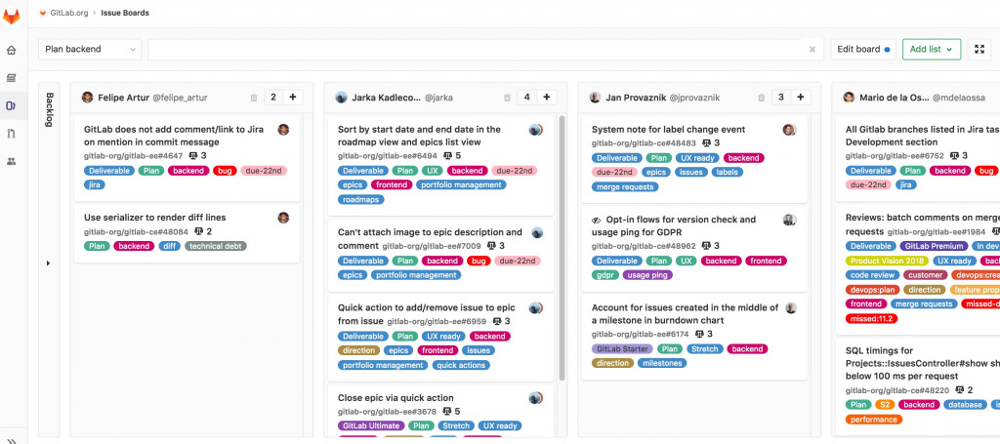 GitLab.org › Issue Boards
Plan backend
Edit board
Add list
Backlog
Felipe Artur @felipe_artur 2
GitLab does not add comment/link to Jira
on mention in commit message
gitlab-org/gitlab-ee#4647 3
Deliverable Plan backend bug due-22nd
jira
Use serializer to render diff lines
gitlab-org/gitlab-ce#48084 2
Plan backend diff technical debt
Jarka Kadleco... @jarka 4
Sort by start date and end date in the
roadmap view and epics list view
gitlab-org/gitlab-ee#6494 5
Deliverable Plan UX backend due-22nd
epics frontend portfolio management
roadmaps
Can't attach image to epic description and
comment gitlab-org/gitlab-ee#7009 3
Deliverable Plan backend bug due-22nd
epics portfolio management
Quick action to add/remove issue to epic
from issue gitlab-org/gitlab-ee#6959 3
Deliverable Plan UX ready backend
direction epics frontend issues
portfolio management quick actions
Close epic via quick action
gitlab-org/gitlab-ee#3678 5
GitLab Ultimate Plan Stretch UX ready
Jan Provaznik @jprovaznik 3
System note for label change event
gitlab-org/gitlab-ce#48483 3
Deliverable Plan UX ready backend
due-22nd epics issues labels
merge requests
Opt-in flows for version check and
usage ping for GDPR
gitlab-org/gitlab-ce#48962 3
Deliverable Plan UX backend frontend
gdpr usage ping
Account for issues created in the middle of
a milestone in burndown chart
gitlab-org/gitlab-ee#6174 3
GitLab Starter Plan Stretch backend
direction milestones
Mario de la Os... @mdelaossa
All Gitlab branches listed in Jira tas
Development section
gitlab-org/gitlab-ee#6752 3
Deliverable Plan backend bug
due-22nd jira
Reviews: batch comments on merge
requests gitlab-org/gitlab-ee#1984
Deliverable GitLab Premium In dev
Product Vision 2018 UX ready bac
code review customer devops:crea
devops:plan direction feature prop
frontend merge requests missed-d
missed:11.2
SQL timings for
Projects::IssuesController#show sh
below 100 ms per request
gitlab-org/gitlab-ce#48220 2
Plan S2 backend database is
performance